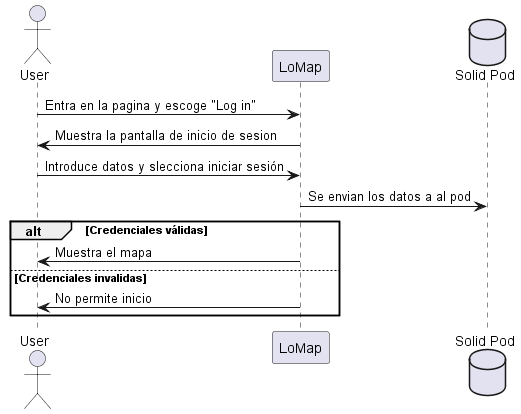 User
LoMap
Solid Pod
Entra en la pagina y escoge "Log in"
Muestra la pantalla de inicio de sesion
Introduce datos y slecciona iniciar sesión
Se envian los datos a al pod
alt [Credenciales válidas]
Muestra el mapa
[Credenciales invalidas]
No permite inicio
User
LoMap
Solid Pod